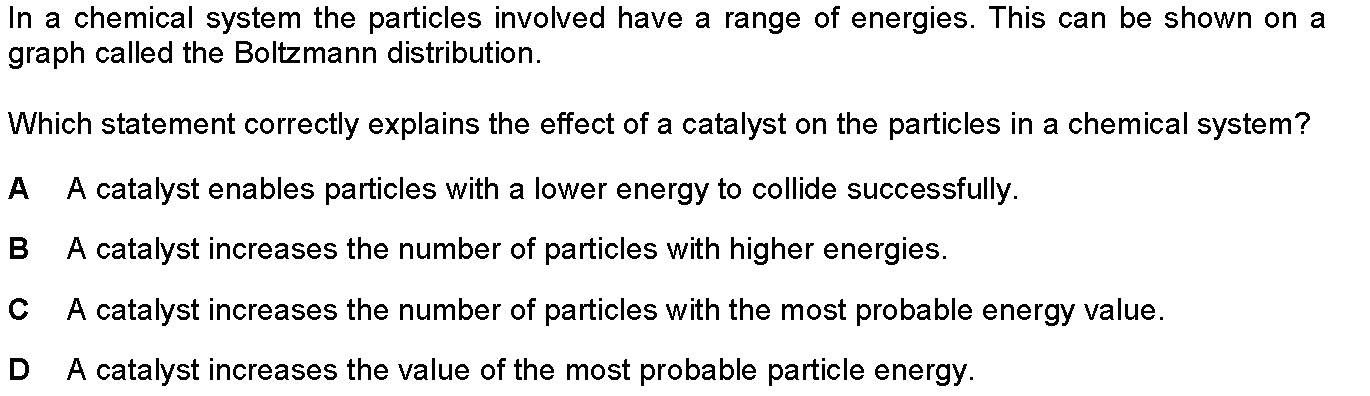 In a chemical system the particles involved have a range of energies. This can be shown on a
graph called the Boltzmann distribution.
Which statement correctly explains the effect of a catalyst on the particles in a chemical system?
A A catalyst enables particles with a lower energy to collide successfully.
B A catalyst increases the number of particles with higher energies.
C A catalyst increases the number of particles with the most probable energy value.
D A catalyst increases the value of the most probable particle energy.